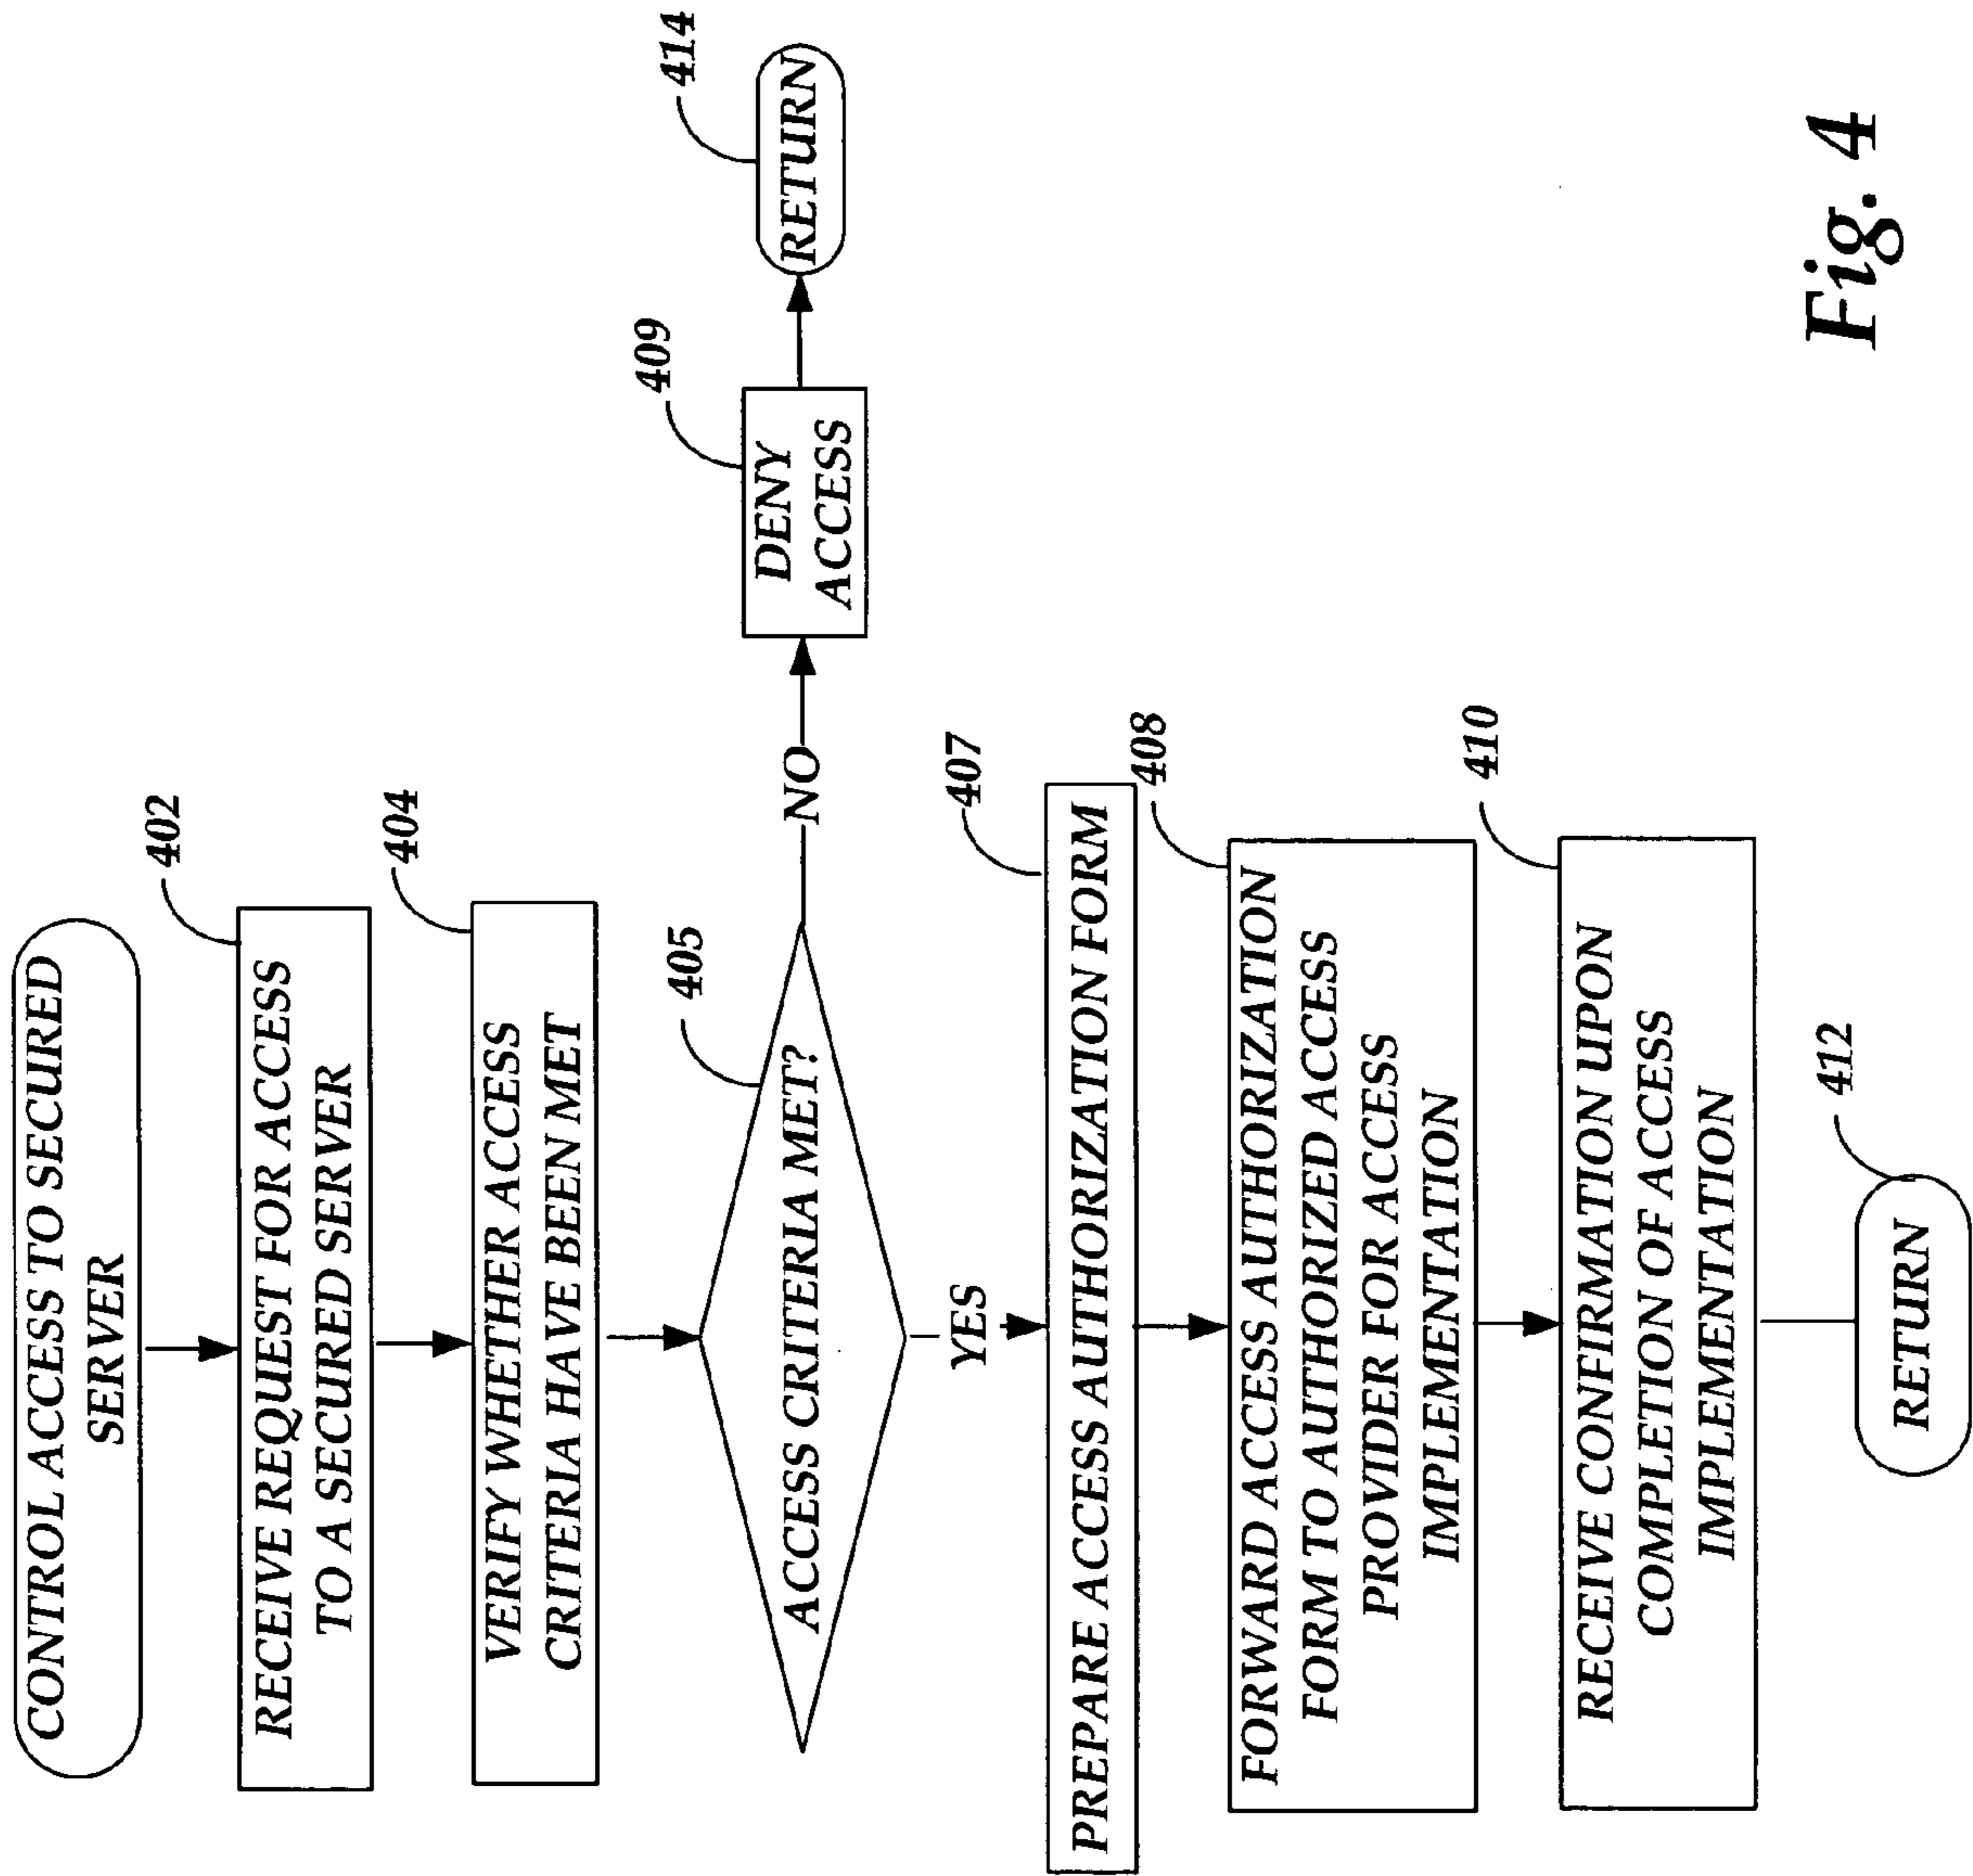 CONTROL ACCESS TO SECURED
SERVER
402
RECEIVE REQUEST FOR ACCESS
TO A SECURED SERVER
404
VERIFY WHETHER ACCESS
CRITERIA HAVE BEEN MET
405
ACCESS CRITERIA MET?
NO
409
DENY
ACCESS
414
RETURN
YES
407
PREPARE ACCESS AUTHORIZATION FORM
408
FORWARD ACCESS AUTHORIZATION
FORM TO AUTHORIZED ACCESS
PROVIDER FOR ACCESS
IMPLEMENTATION
410
RECEIVE CONFIRMATION UPON
COMPLETION OF ACCESS
IMPLEMENTATION
412
RETURN
Fig. 4